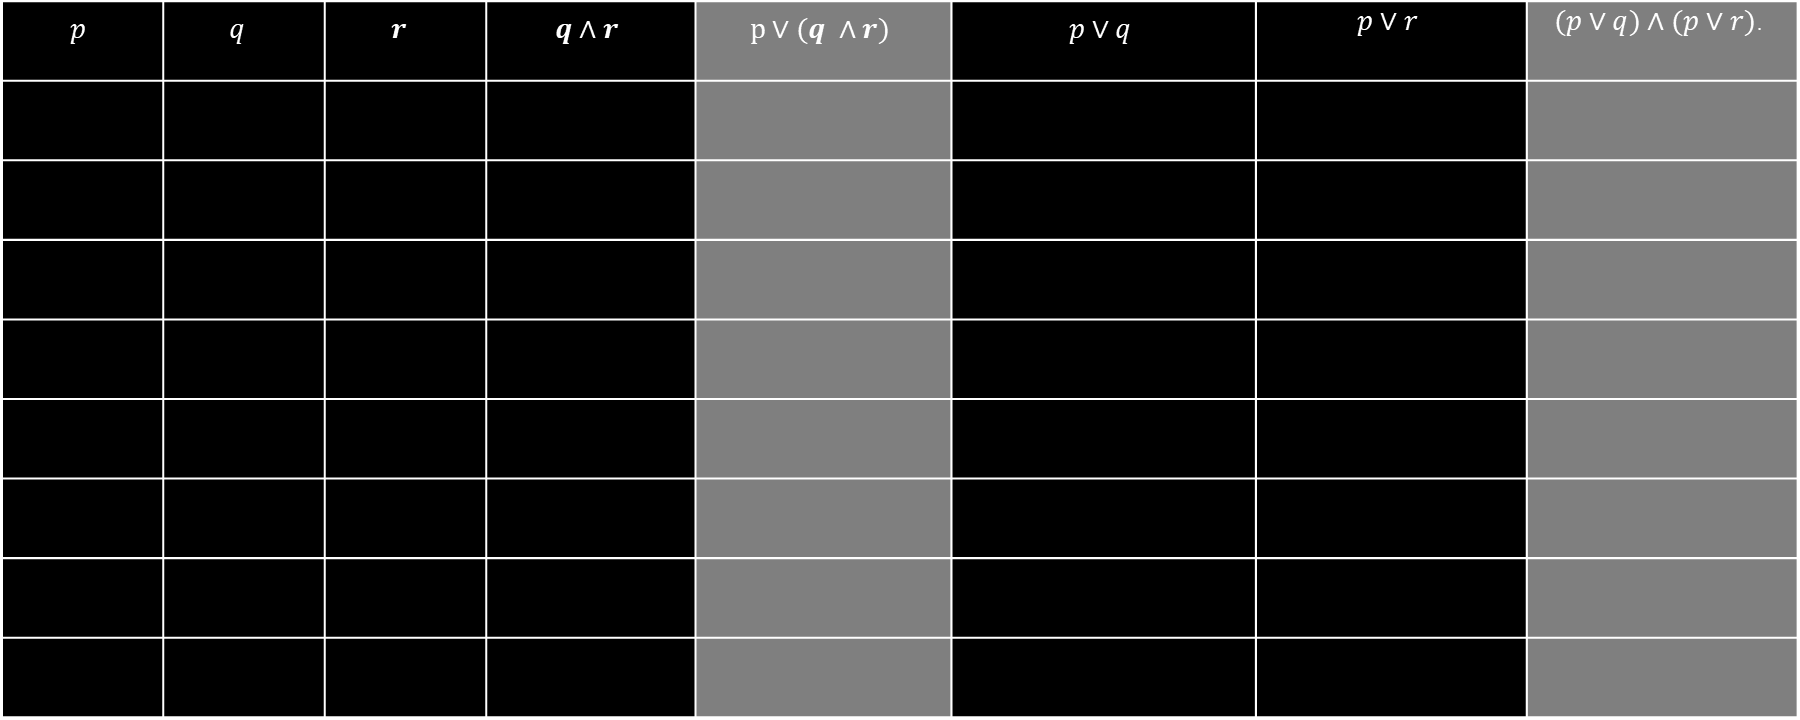 p q r q ∧ r p ∨ (q ∧ r) p ∨ q p ∨ r (p ∨ q) ∧ (p ∨ r).